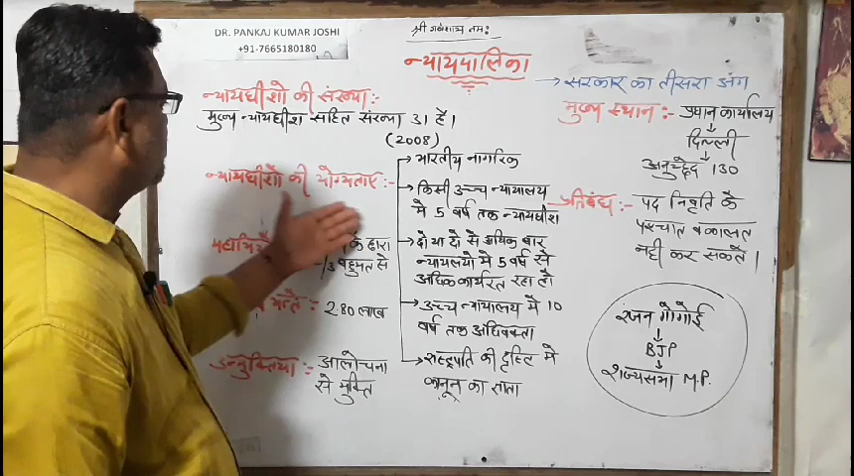 DR. PANKAJ KUMAR JOSHI
+91-7665180180
श्री गणेशाय नमः
न्यायपालिका
→ सरकार का तीसरा अंग
न्यायधीशो की संख्या :-
मुख्य न्यायधीश सहित संख्या 31 है।
(2008)
न्यायधीशों की योग्यताए :-
→ भारतीय नागरिक
→ किसी उच्च न्यायालय
मे 5 वर्ष तक न्यायधीश
→ दो या दो से अधिक बार
न्यायलयो मे 5 वर्ष से
अधिक कार्यरत रहा हो
→ उच्च न्यायालय मे 10
वर्ष तक अधिवक्ता
→ राष्ट्रपति की दृष्टि मे
कानून का ज्ञाता
के द्वारा
/3 बहुमत से
2.80 लाख
उन्मुक्तिया :- आलोचना
से मुक्ति
मुख्य स्थान :- प्रधान कार्यालय
↓
दिल्ली
↓
अनुच्छेद 130
प्रतिबंध :- पद निवृति के
पश्चात वकालत
नही कर सकते।
रंजन गोगोई
↓
BJP
↓
राज्यसभा M.P.